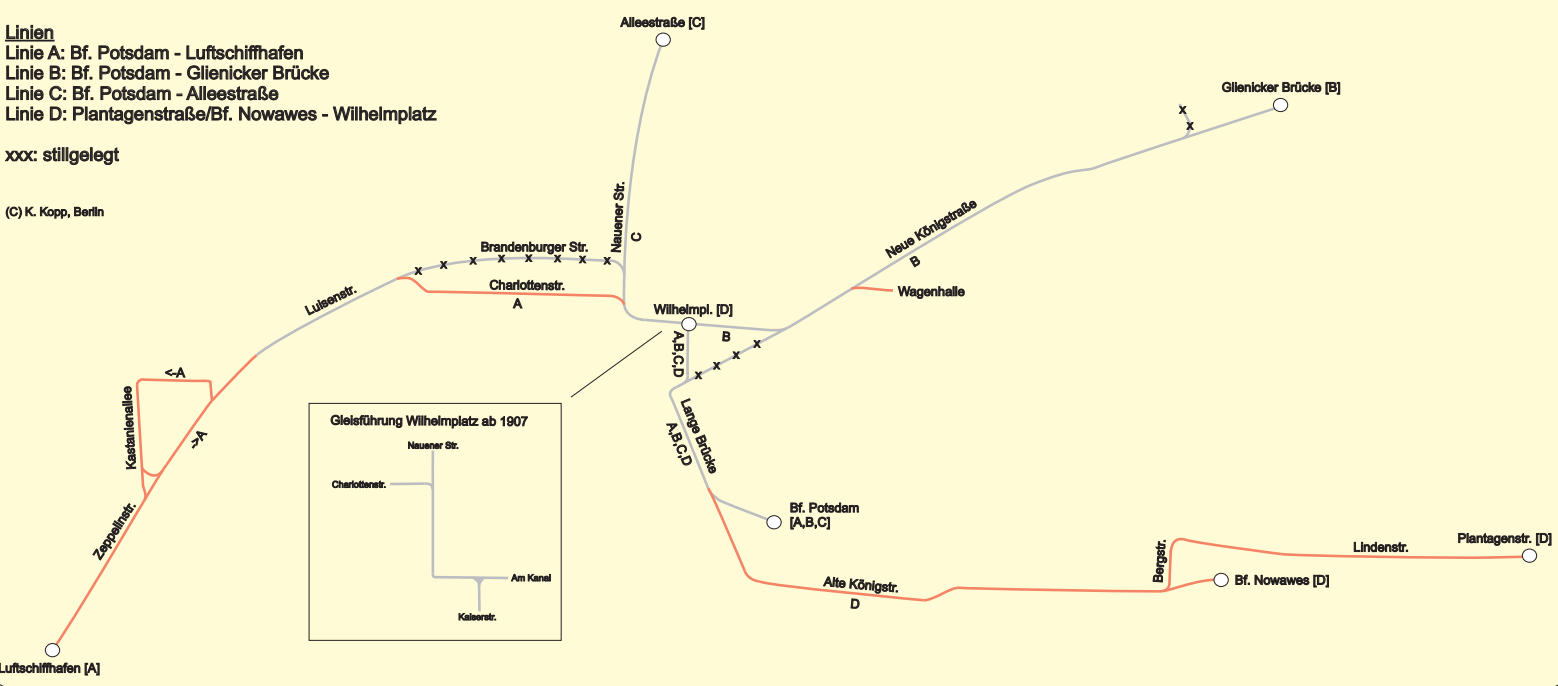 Linien
Linie A: Bf. Potsdam - Luftschiffhafen
Linie B: Bf. Potsdam - Glienicker Brücke
Linie C: Bf. Potsdam - Alleestraße
Linie D: Plantagenstraße/Bf. Nowawes - Wilhelmplatz
xxx: stillgelegt
(C) K. Kopp, Berlin
Alleestraße [C]
Glienicker Brücke [B]
x
x
Nauener Str.
C
Neue Königstraße
B
Brandenburger Str.
x x x x x x x x
Luisenstr.
Charlottenstr.
A
Wagenhalle
Wilhelmpl. [D]
B
A,B,C,D
x x x x
<-A
Kastanienallee
->A
Lange Brücke
A,B,C,D
Gleisführung Wilhelmplatz ab 1907
Nauener Str.
Charlottenstr.
Am Kanal
Kaiserstr.
Zeppelinstr.
Bf. Potsdam
[A,B,C]
Bergstr.
Lindenstr.
Plantagenstr. [D]
Bf. Nowawes [D]
Alte Königstr.
D
Luftschiffhafen [A]